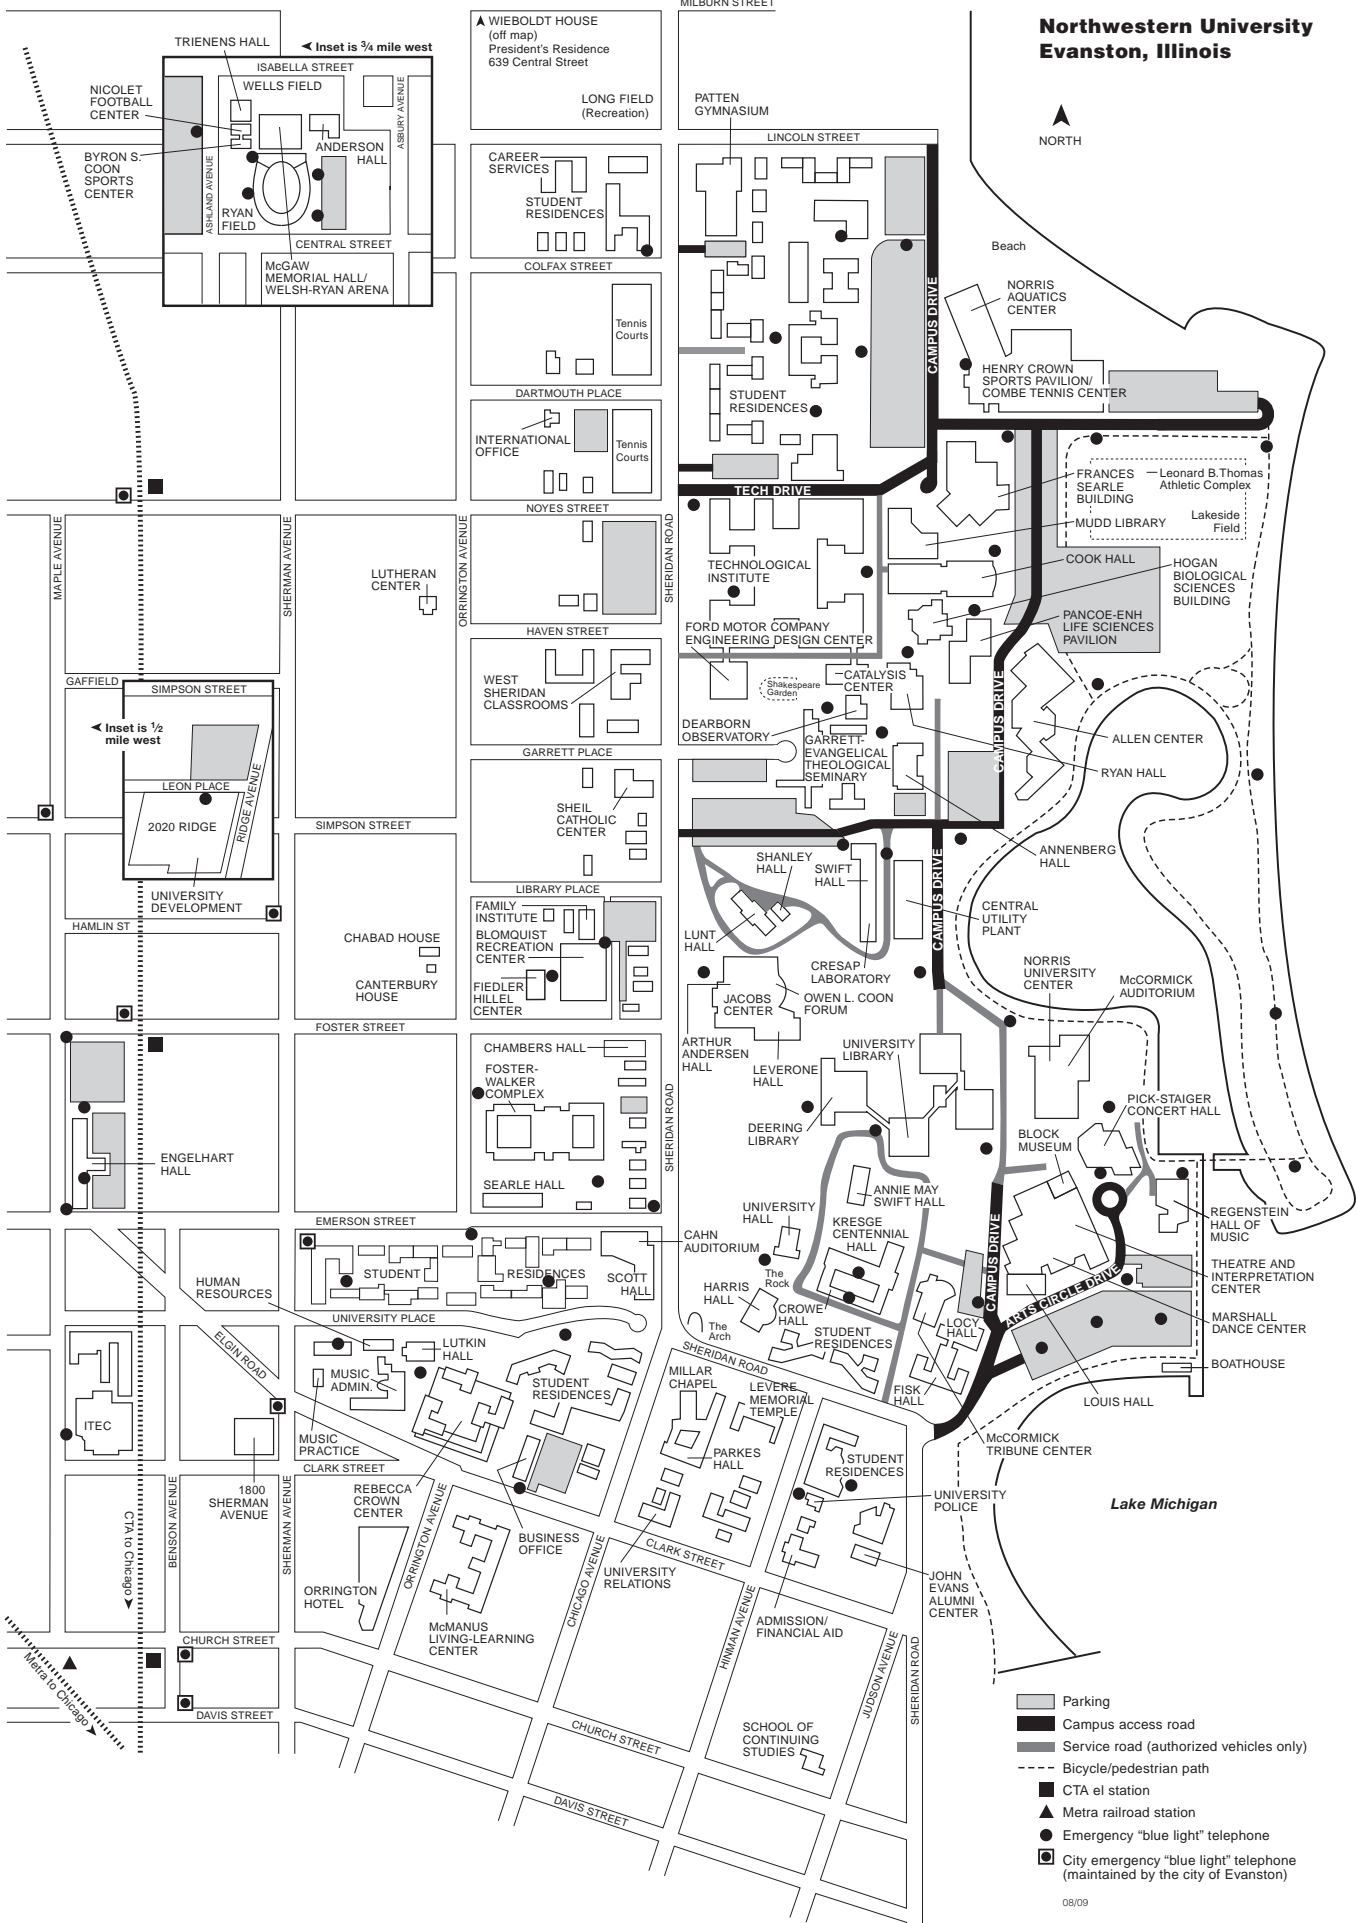 MILBURN STREET
Northwestern University
Evanston, Illinois
NORTH
WIEBOLDT HOUSE
(off map)
President's Residence
639 Central Street
LONG FIELD
(Recreation)
PATTEN
GYMNASIUM
LINCOLN STREET
Inset is ¾ mile west
TRIENENS HALL
ISABELLA STREET
WELLS FIELD
NICOLET
FOOTBALL
CENTER
BYRON S.
COON
SPORTS
CENTER
ANDERSON
HALL
ASHLAND AVENUE
ASBURY AVENUE
RYAN
FIELD
CENTRAL STREET
McGAW
MEMORIAL HALL/
WELSH-RYAN ARENA
CAREER
SERVICES
STUDENT
RESIDENCES
COLFAX STREET
Tennis
Courts
DARTMOUTH PLACE
INTERNATIONAL
OFFICE
Tennis
Courts
NOYES STREET
STUDENT
RESIDENCES
CAMPUS DRIVE
Beach
NORRIS
AQUATICS
CENTER
HENRY CROWN
SPORTS PAVILION/
COMBE TENNIS CENTER
TECH DRIVE
FRANCES
SEARLE
BUILDING
Leonard B. Thomas
Athletic Complex
Lakeside
Field
MUDD LIBRARY
COOK HALL
HOGAN
BIOLOGICAL
SCIENCES
BUILDING
PANCOE-ENH
LIFE SCIENCES
PAVILION
TECHNOLOGICAL
INSTITUTE
FORD MOTOR COMPANY
ENGINEERING DESIGN CENTER
MAPLE AVENUE
SHERMAN AVENUE
ORRINGTON AVENUE
SHERIDAN ROAD
LUTHERAN
CENTER
HAVEN STREET
WEST
SHERIDAN
CLASSROOMS
GARRETT PLACE
Shakespeare
Garden
CATALYSIS
CENTER
DEARBORN
OBSERVATORY
GARRETT-
EVANGELICAL
THEOLOGICAL
SEMINARY
CAMPUS DRIVE
ALLEN CENTER
RYAN HALL
ANNENBERG
HALL
GAFFIELD
SIMPSON STREET
Inset is ½
mile west
LEON PLACE
RIDGE AVENUE
2020 RIDGE
UNIVERSITY
DEVELOPMENT
HAMLIN ST
SIMPSON STREET
SHEIL
CATHOLIC
CENTER
LIBRARY PLACE
FAMILY
INSTITUTE
BLOMQUIST
RECREATION
CENTER
FIEDLER
HILLEL
CENTER
CHABAD HOUSE
CANTERBURY
HOUSE
FOSTER STREET
SHANLEY
HALL
SWIFT
HALL
LUNT
HALL
CRESAP
LABORATORY
CAMPUS DRIVE
CENTRAL
UTILITY
PLANT
JACOBS
CENTER
OWEN L. COON
FORUM
ARTHUR
ANDERSEN
HALL
LEVERONE
HALL
UNIVERSITY
LIBRARY
NORRIS
UNIVERSITY
CENTER
McCORMICK
AUDITORIUM
CHAMBERS HALL
FOSTER-
WALKER
COMPLEX
SHERIDAN ROAD
DEERING
LIBRARY
PICK-STAIGER
CONCERT HALL
BLOCK
MUSEUM
ENGELHART
HALL
SEARLE HALL
ANNIE MAY
SWIFT HALL
UNIVERSITY
HALL
KRESGE
CENTENNIAL
HALL
REGENSTEIN
HALL OF
MUSIC
EMERSON STREET
CAHN
AUDITORIUM
STUDENT
RESIDENCES
SCOTT
HALL
The
Rock
CAMPUS DRIVE
THEATRE AND
INTERPRETATION
CENTER
ARTS CIRCLE DRIVE
MARSHALL
DANCE CENTER
HUMAN
RESOURCES
UNIVERSITY PLACE
HARRIS
HALL
CROWE
HALL
The
Arch
STUDENT
RESIDENCES
LOCY
HALL
BOATHOUSE
ELGIN ROAD
LUTKIN
HALL
MUSIC
ADMIN.
STUDENT
RESIDENCES
SHERIDAN ROAD
MILLAR
CHAPEL
LEVERE
MEMORIAL
TEMPLE
FISK
HALL
LOUIS HALL
McCORMICK
TRIBUNE CENTER
ITEC
MUSIC
PRACTICE
PARKES
HALL
STUDENT
RESIDENCES
CLARK STREET
1800
SHERMAN
AVENUE
REBECCA
CROWN
CENTER
UNIVERSITY
POLICE
Lake Michigan
CTA to Chicago
BENSON AVENUE
SHERMAN AVENUE
ORRINGTON AVENUE
BUSINESS
OFFICE
CHICAGO AVENUE
CLARK STREET
UNIVERSITY
RELATIONS
JOHN
EVANS
ALUMNI
CENTER
ORRINGTON
HOTEL
McMANUS
LIVING-LEARNING
CENTER
HINMAN AVENUE
ADMISSION/
FINANCIAL AID
JUDSON AVENUE
SHERIDAN ROAD
CHURCH STREET
Metra to Chicago
DAVIS STREET
CHURCH STREET
SCHOOL OF
CONTINUING
STUDIES
DAVIS STREET
Parking
Campus access road
Service road (authorized vehicles only)
Bicycle/pedestrian path
CTA el station
Metra railroad station
Emergency “blue light” telephone
City emergency “blue light” telephone
(maintained by the city of Evanston)
08/09